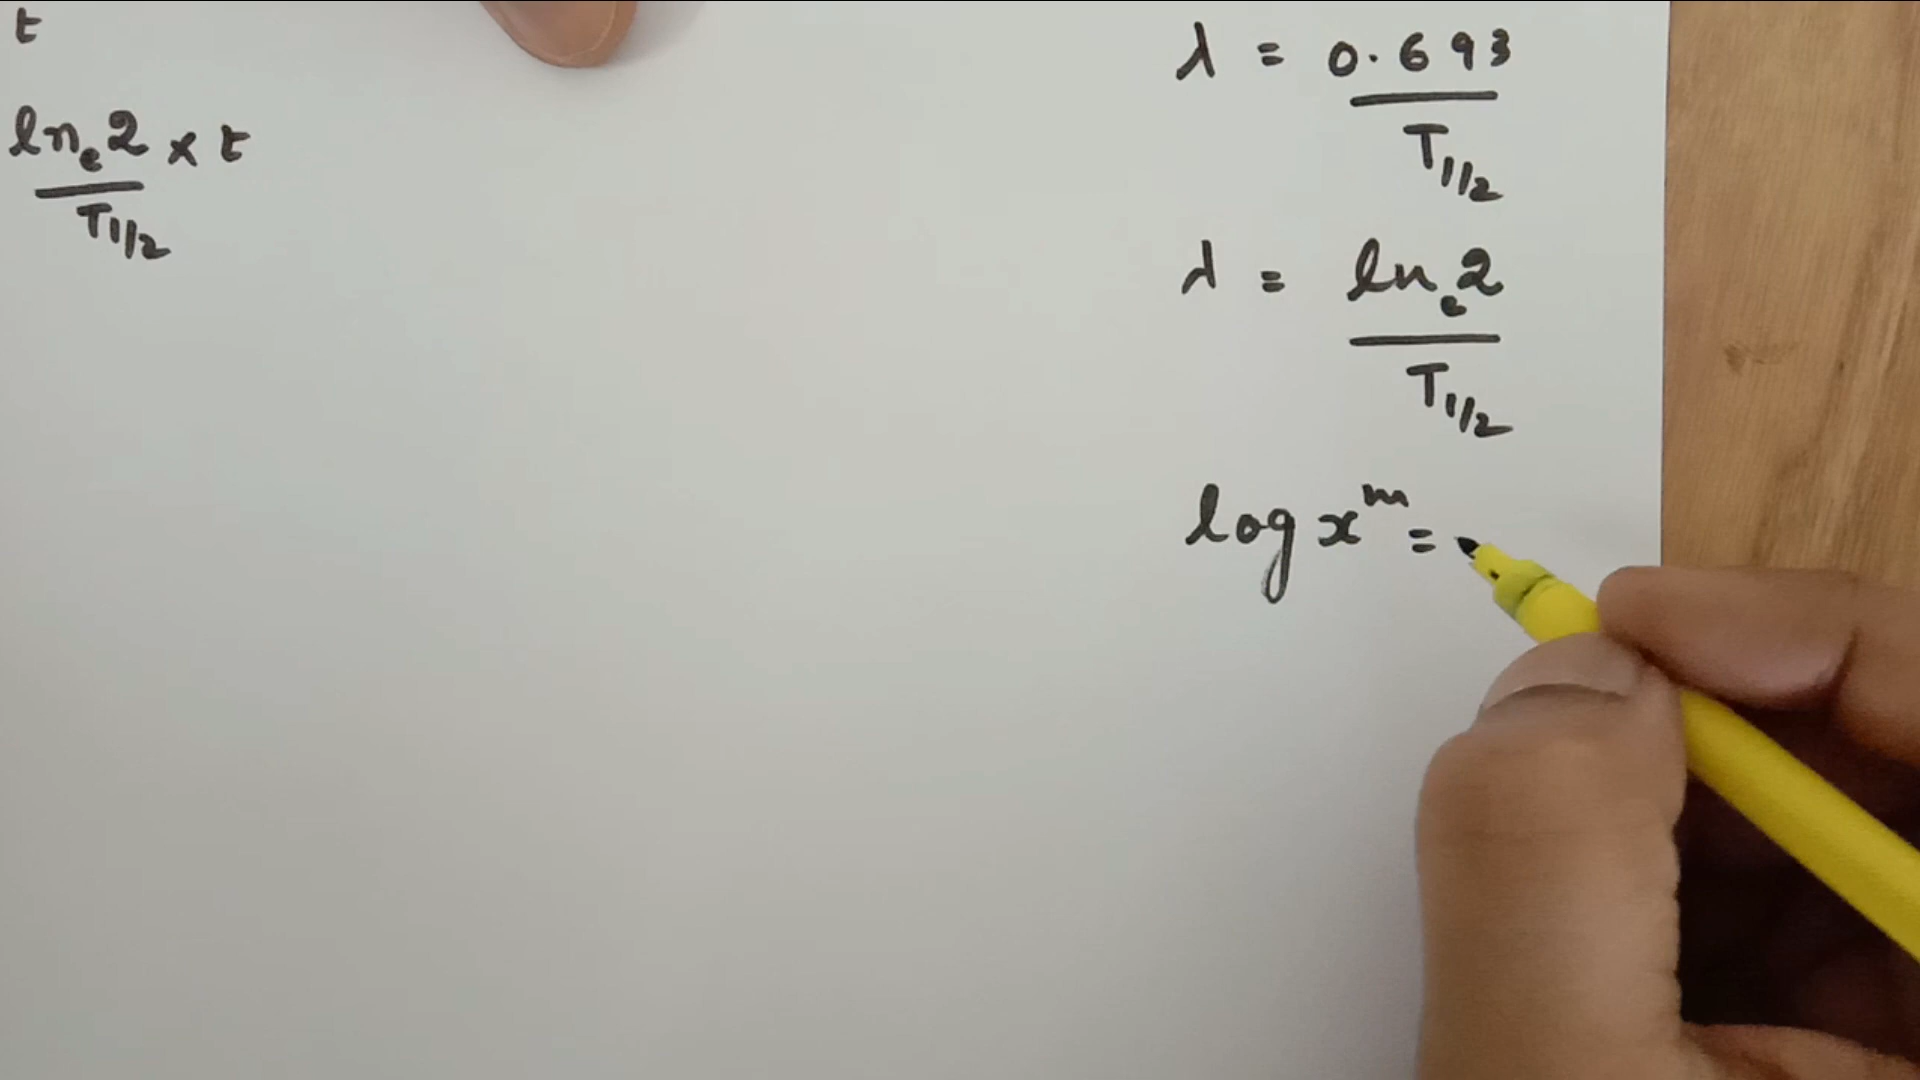 t
lnₑ2 × t
T1/2
λ = 0.693
T1/2
λ = lnₑ2
T1/2
log xᵐ =